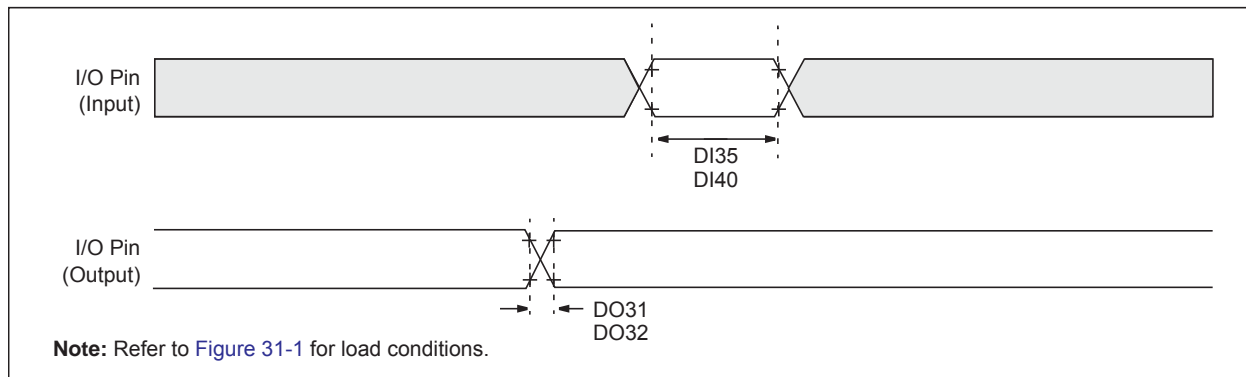 I/O Pin
(Input)
DI35
DI40
I/O Pin
(Output)
DO31
DO32
Note: Refer to Figure 31-1 for load conditions.